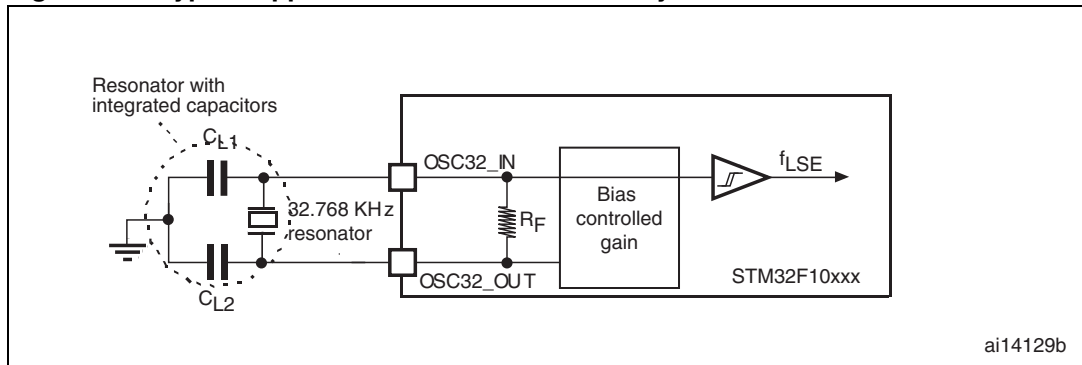 Resonator with
integrated capacitors
CL1
OSC32_IN
fLSE
32.768 KHz
resonator
RF
Bias
controlled
gain
OSC32_OUT
STM32F10xxx
CL2
ai14129b